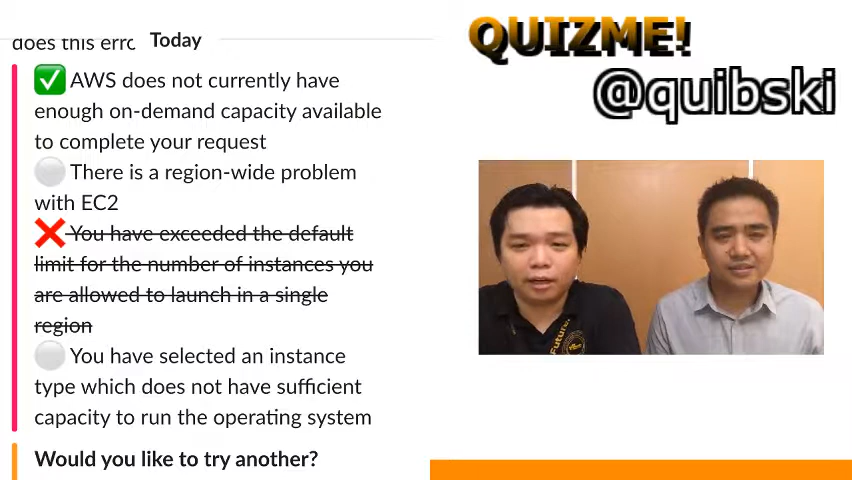 does this erro
Today
AWS does not currently have
enough on-demand capacity available
to complete your request
There is a region-wide problem
with EC2
You have exceeded the default
limit for the number of instances you
are allowed to launch in a single
region
You have selected an instance
type which does not have sufficient
capacity to run the operating system
Would you like to try another?
QUIZME!
@quibski
Future.